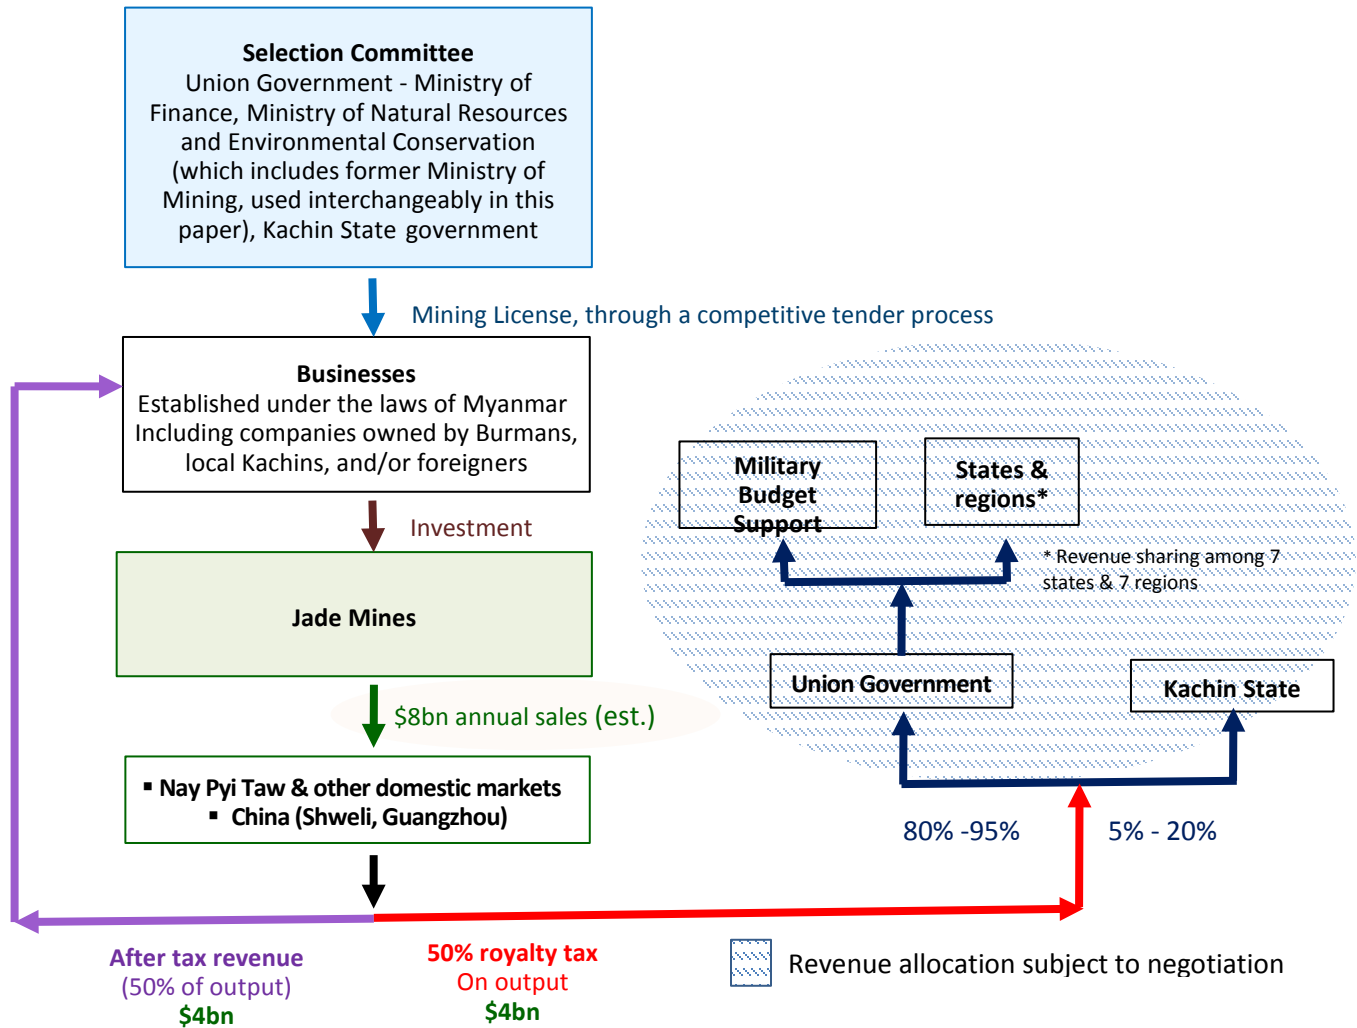 Selection Committee
Union Government - Ministry of
Finance, Ministry of Natural Resources
and Environmental Conservation
(which includes former Ministry of
Mining, used interchangeably in this
paper), Kachin State government
Mining License, through a competitive tender process
Businesses
Established under the laws of Myanmar
Including companies owned by Burmans,
local Kachins, and/or foreigners
Investment
Jade Mines
$8bn annual sales (est.)
▪ Nay Pyi Taw & other domestic markets
▪ China (Shweli, Guangzhou)
After tax revenue
(50% of output)
$4bn
50% royalty tax
On output
$4bn
Military
Budget
Support
States &
regions*
* Revenue sharing among 7
states & 7 regions
Union Government
Kachin State
80% -95%
5% - 20%
Revenue allocation subject to negotiation